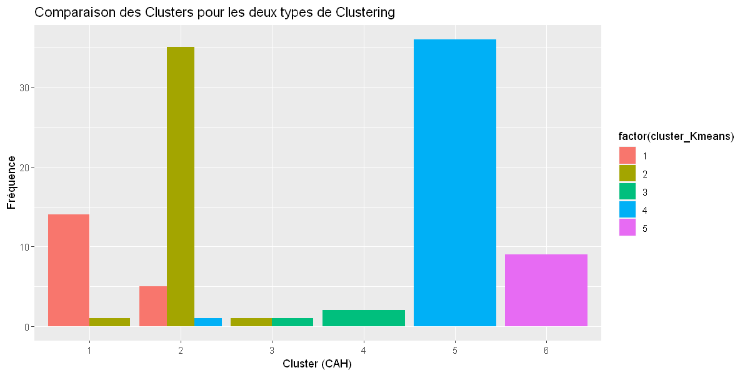 Comparaison des Clusters pour les deux types de Clustering
Fréquence
30
20
10
0
1 2 3 4 5 6
Cluster (CAH)
factor(cluster_Kmeans)
1
2
3
4
5